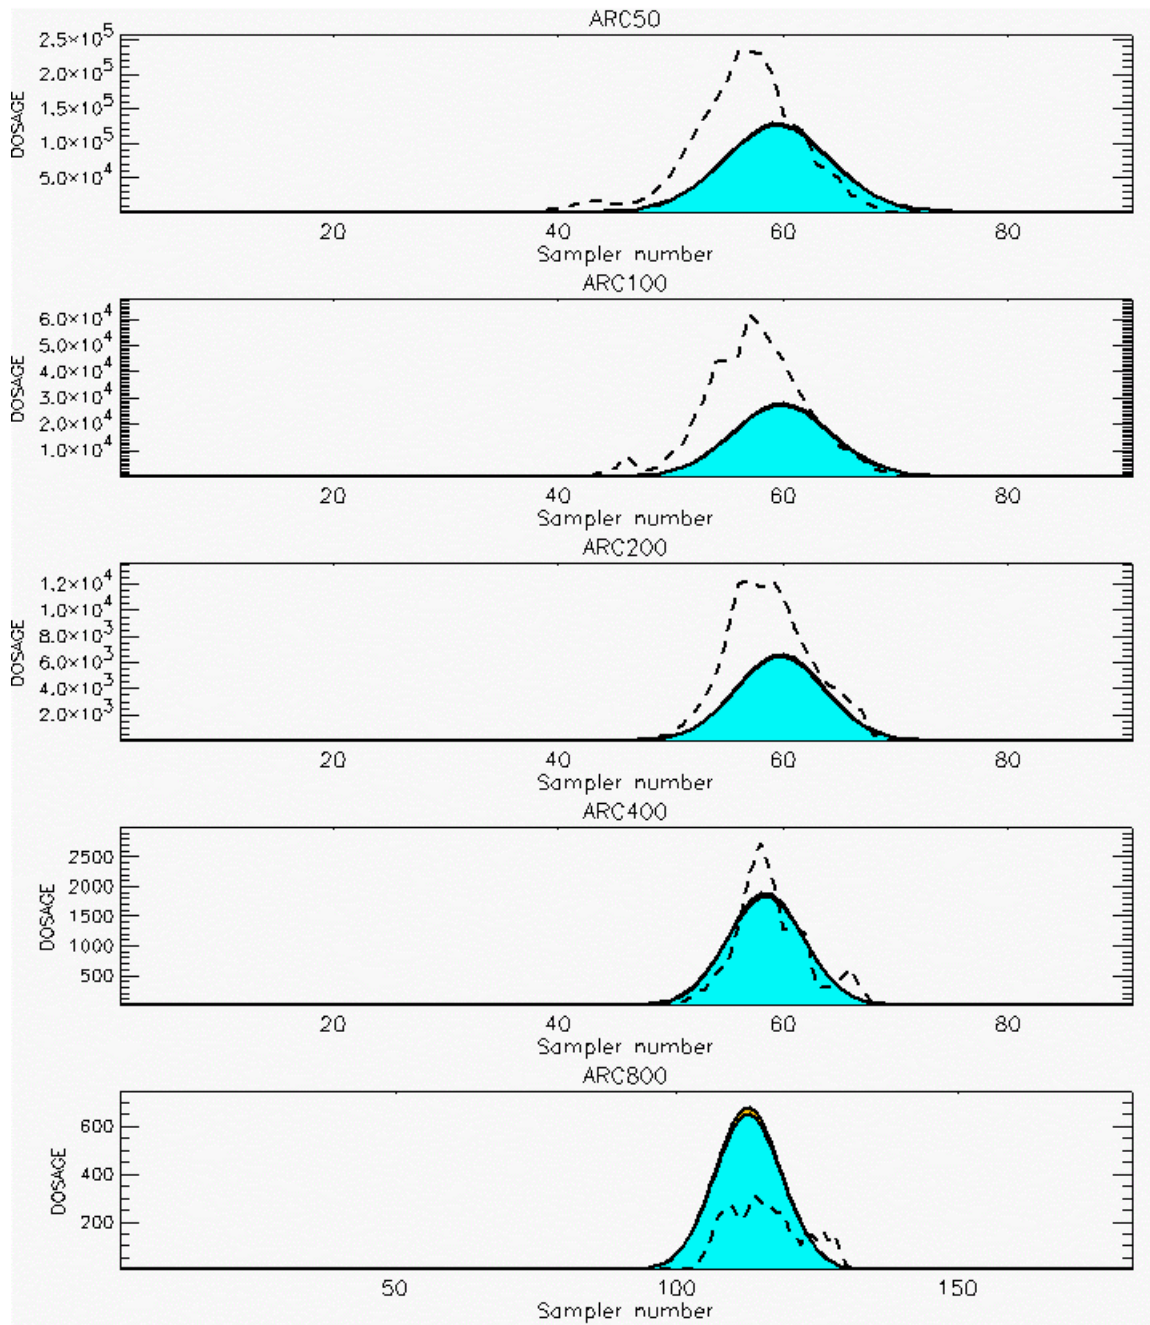 ARC50
2.5×10^5
2.0×10^5
1.5×10^5
1.0×10^5
5.0×10^4
DOSAGE
20 40 60 80
Sampler number
ARC100
6.0×10^4
5.0×10^4
4.0×10^4
3.0×10^4
2.0×10^4
1.0×10^4
DOSAGE
20 40 60 80
Sampler number
ARC200
1.2×10^4
1.0×10^4
8.0×10^3
6.0×10^3
4.0×10^3
2.0×10^3
DOSAGE
20 40 60 80
Sampler number
ARC400
2500
2000
1500
1000
500
DOSAGE
20 40 60 80
Sampler number
ARC800
600
400
200
DOSAGE
50 100 150
Sampler number